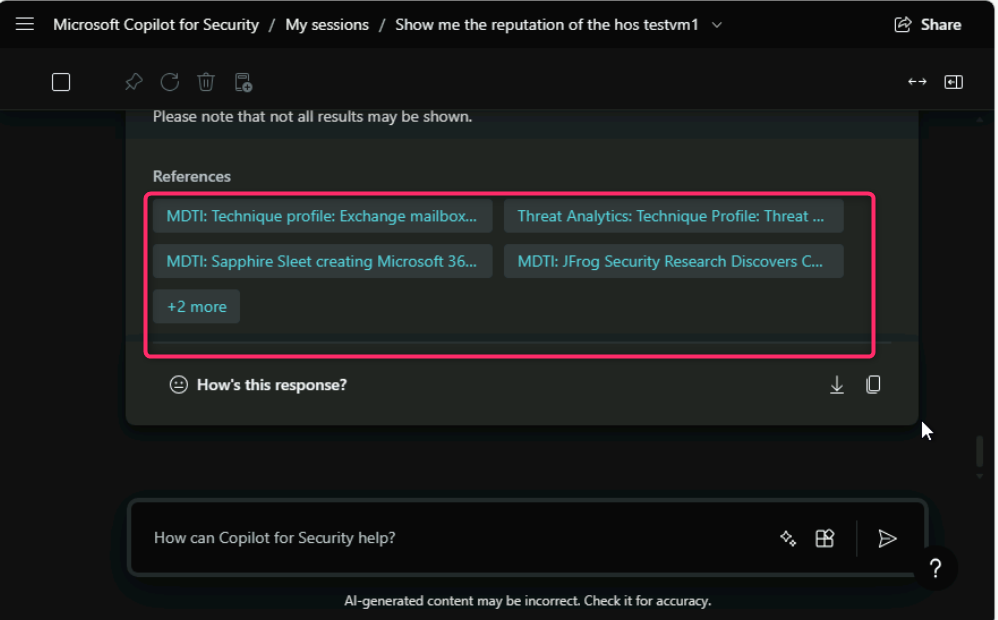 Microsoft Copilot for Security / My sessions / Show me the reputation of the hos testvm1
Share
Please note that not all results may be shown.
References
MDTI: Technique profile: Exchange mailbox...
Threat Analytics: Technique Profile: Threat ...
MDTI: Sapphire Sleet creating Microsoft 36...
MDTI: JFrog Security Research Discovers C...
+2 more
How's this response?
How can Copilot for Security help?
?
AI-generated content may be incorrect. Check it for accuracy.